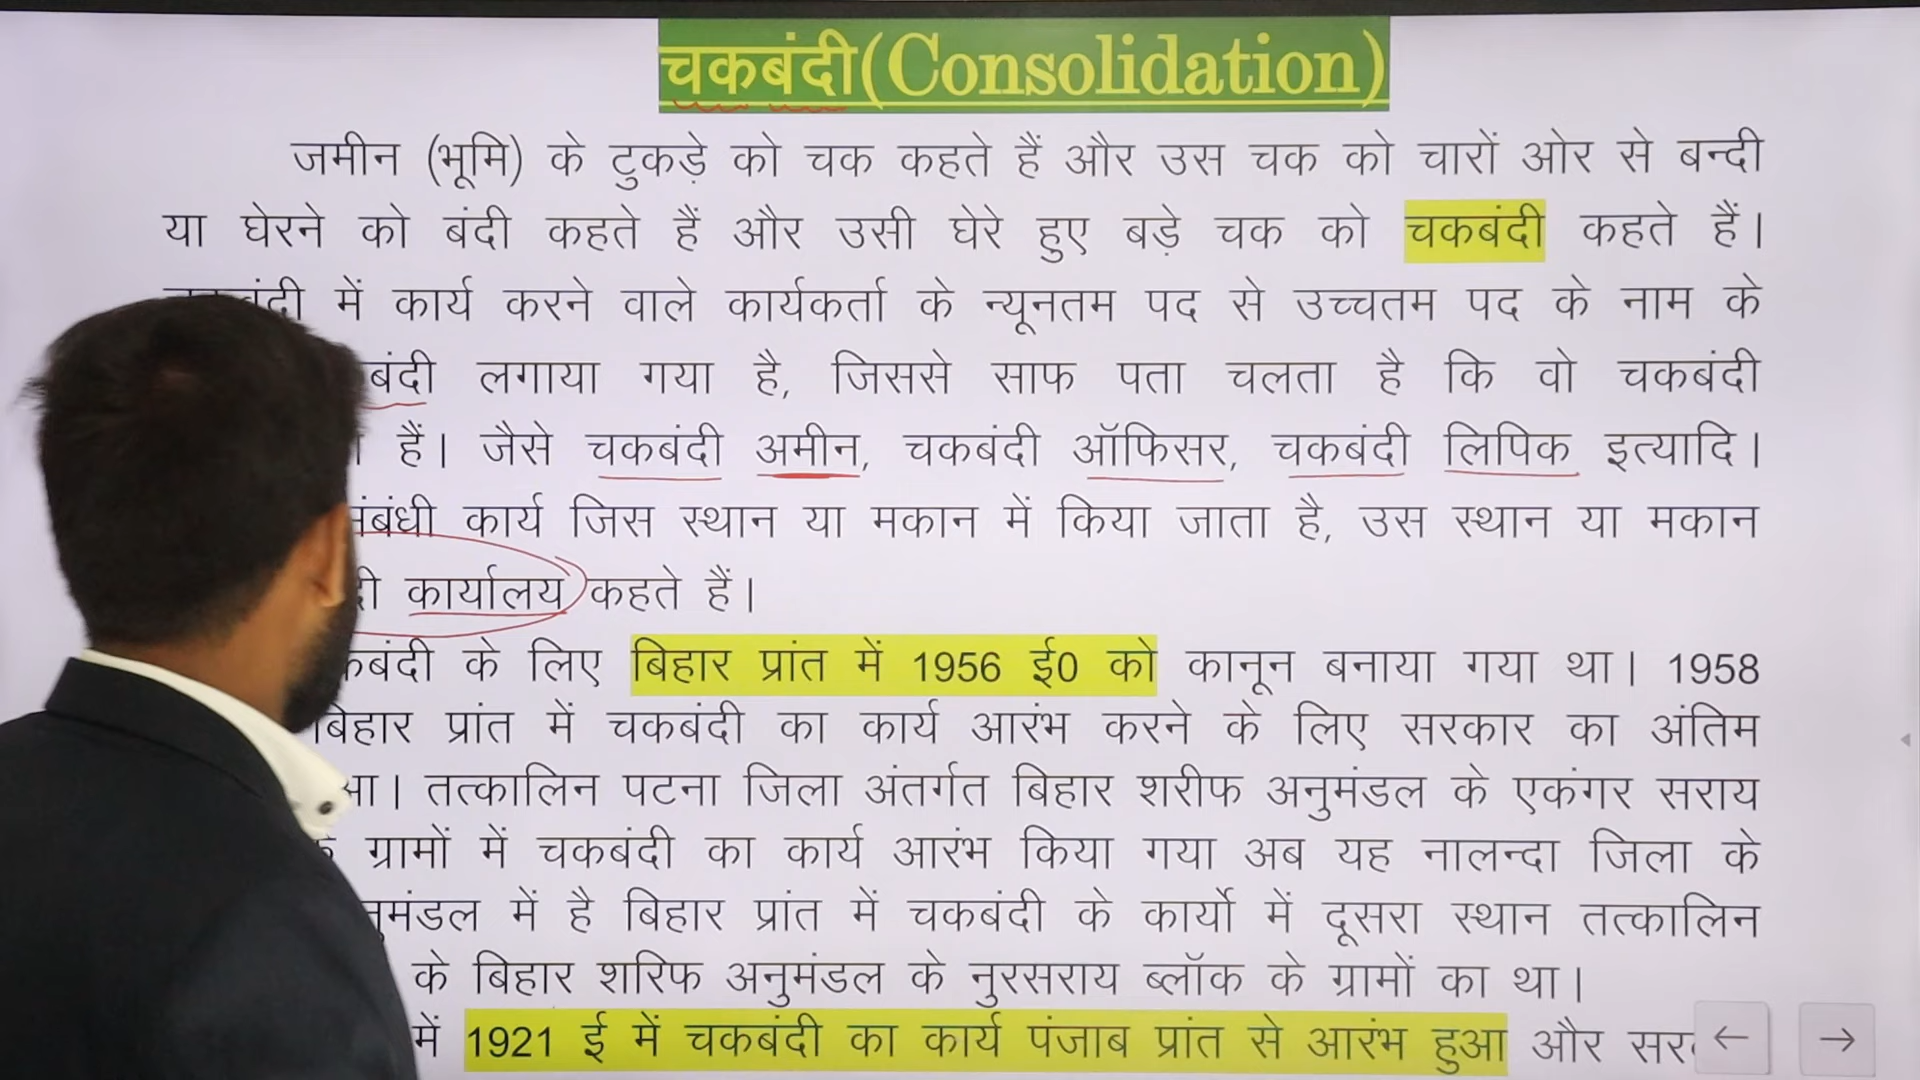 चकबंदी(Consolidation)
जमीन (भूमि) के टुकड़े को चक कहते हैं और उस चक को चारों ओर से बन्दी
या घेरने को बंदी कहते हैं और उसी घेरे हुए बड़े चक को चकबंदी कहते हैं।
में कार्य करने वाले कार्यकर्ता के न्यूनतम पद से उच्चतम पद के नाम के
बंदी लगाया गया है, जिससे साफ पता चलता है कि वो चकबंदी
हैं। जैसे चकबंदी अमीन, चकबंदी ऑफिसर, चकबंदी लिपिक इत्यादि।
संबंधी कार्य जिस स्थान या मकान में किया जाता है, उस स्थान या मकान
कार्यालय कहते हैं।
के लिए बिहार प्रांत में 1956 ई0 को कानून बनाया गया था। 1958
बिहार प्रांत में चकबंदी का कार्य आरंभ करने के लिए सरकार का अंतिम
तत्कालिन पटना जिला अंतर्गत बिहार शरीफ अनुमंडल के एकंगर सराय
ग्रामों में चकबंदी का कार्य आरंभ किया गया अब यह नालन्दा जिला के
में है बिहार प्रांत में चकबंदी के कार्यो में दूसरा स्थान तत्कालिन
के बिहार शरिफ अनुमंडल के नुरसराय ब्लॉक के ग्रामों का था।
में 1921 ई में चकबंदी का कार्य पंजाब प्रांत से आरंभ हुआ और